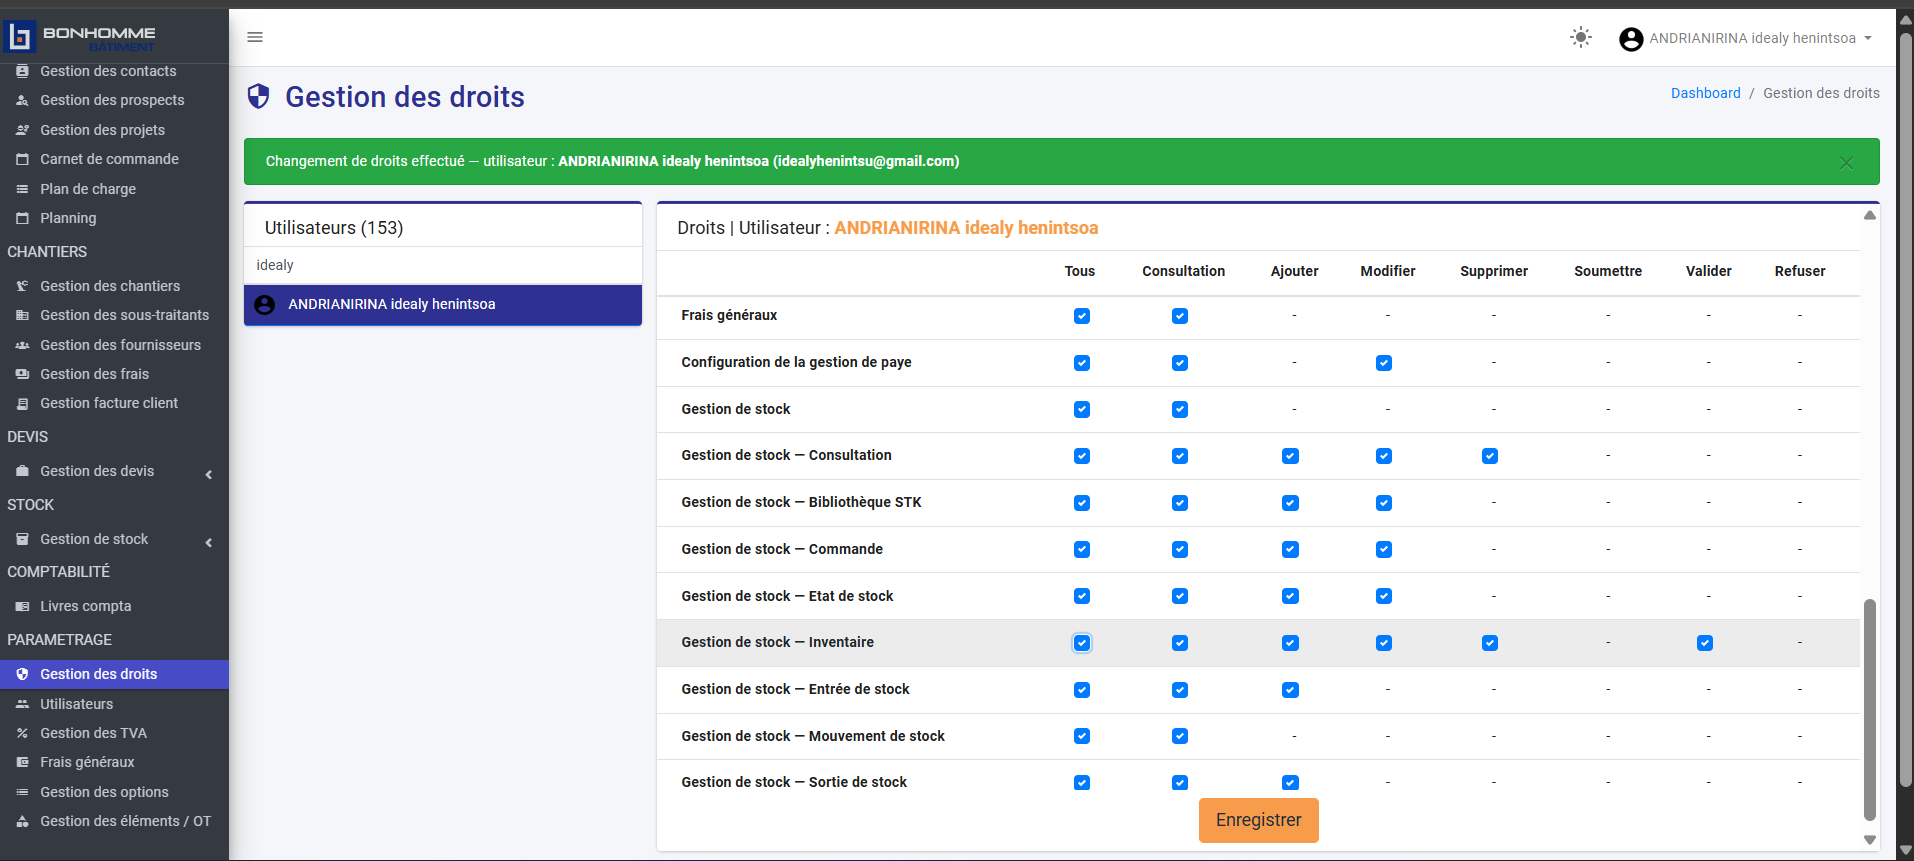 BONHOMME
BATIMENT
Gestion des contacts
Gestion des prospects
Gestion des projets
Carnet de commande
Plan de charge
Planning
CHANTIERS
Gestion des chantiers
Gestion des sous-traitants
Gestion des fournisseurs
Gestion des frais
Gestion facture client
DEVIS
Gestion des devis
STOCK
Gestion de stock
COMPTABILITÉ
Livres compta
PARAMETRAGE
Gestion des droits
Utilisateurs
Gestion des TVA
Frais généraux
Gestion des options
Gestion des éléments / OT
ANDRIANIRINA idealy henintsoa
Gestion des droits
Dashboard / Gestion des droits
Changement de droits effectué — utilisateur : ANDRIANIRINA idealy henintsoa (idealyhenintsu@gmail.com)
Utilisateurs (153)
idealy
ANDRIANIRINA idealy henintsoa
Droits | Utilisateur : ANDRIANIRINA idealy henintsoa
Tous Consultation Ajouter Modifier Supprimer Soumettre Valider Refuser
Frais généraux - - - - - -
Configuration de la gestion de paye - - - - -
Gestion de stock - - - - - -
Gestion de stock — Consultation - - -
Gestion de stock — Bibliothèque STK - - - -
Gestion de stock — Commande - - - -
Gestion de stock — Etat de stock - - - -
Gestion de stock — Inventaire - -
Gestion de stock — Entrée de stock - - - - -
Gestion de stock — Mouvement de stock - - - - - -
Gestion de stock — Sortie de stock - - - - -
Enregistrer